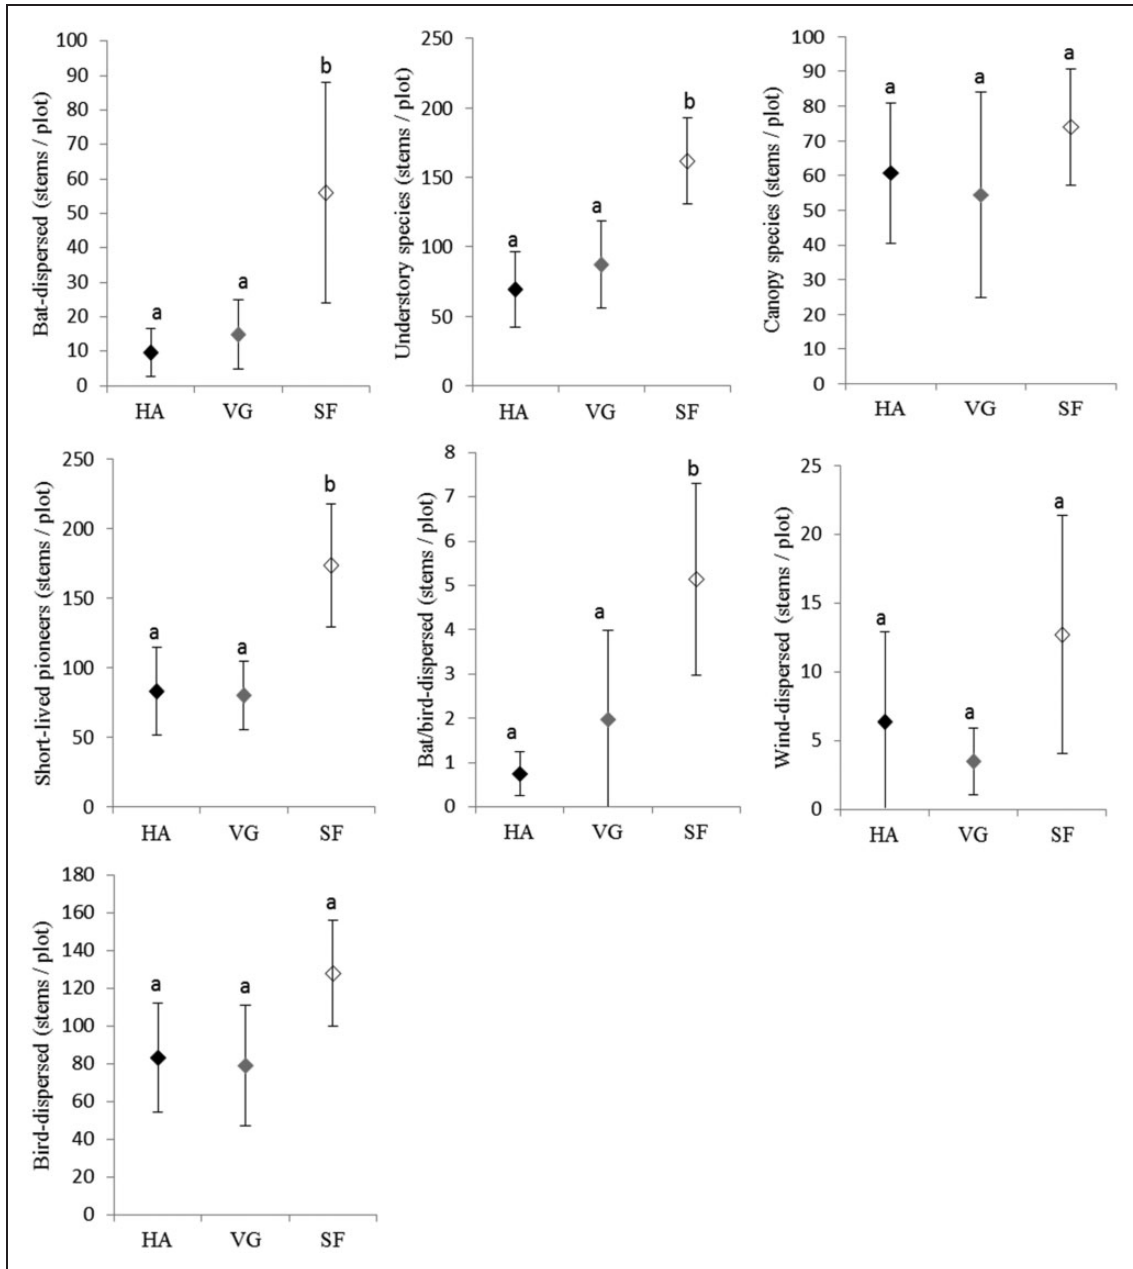 Bat-dispersed (stems / plot)
100
90
80
70
60
50
40
30
20
10
0
a
a
b
HA VG SF
Understory species (stems / plot)
250
200
150
100
50
0
a
a
b
HA VG SF
Canopy species (stems / plot)
100
90
80
70
60
50
40
30
20
10
0
a
a
a
HA VG SF
Short-lived pioneers (stems / plot)
250
200
150
100
50
0
a
a
b
HA VG SF
Bat/bird-dispersed (stems / plot)
8
7
6
5
4
3
2
1
0
a
a
b
HA VG SF
Wind-dispersed (stems / plot)
25
20
15
10
5
0
a
a
a
HA VG SF
Bird-dispersed (stems / plot)
180
160
140
120
100
80
60
40
20
0
a
a
a
HA VG SF